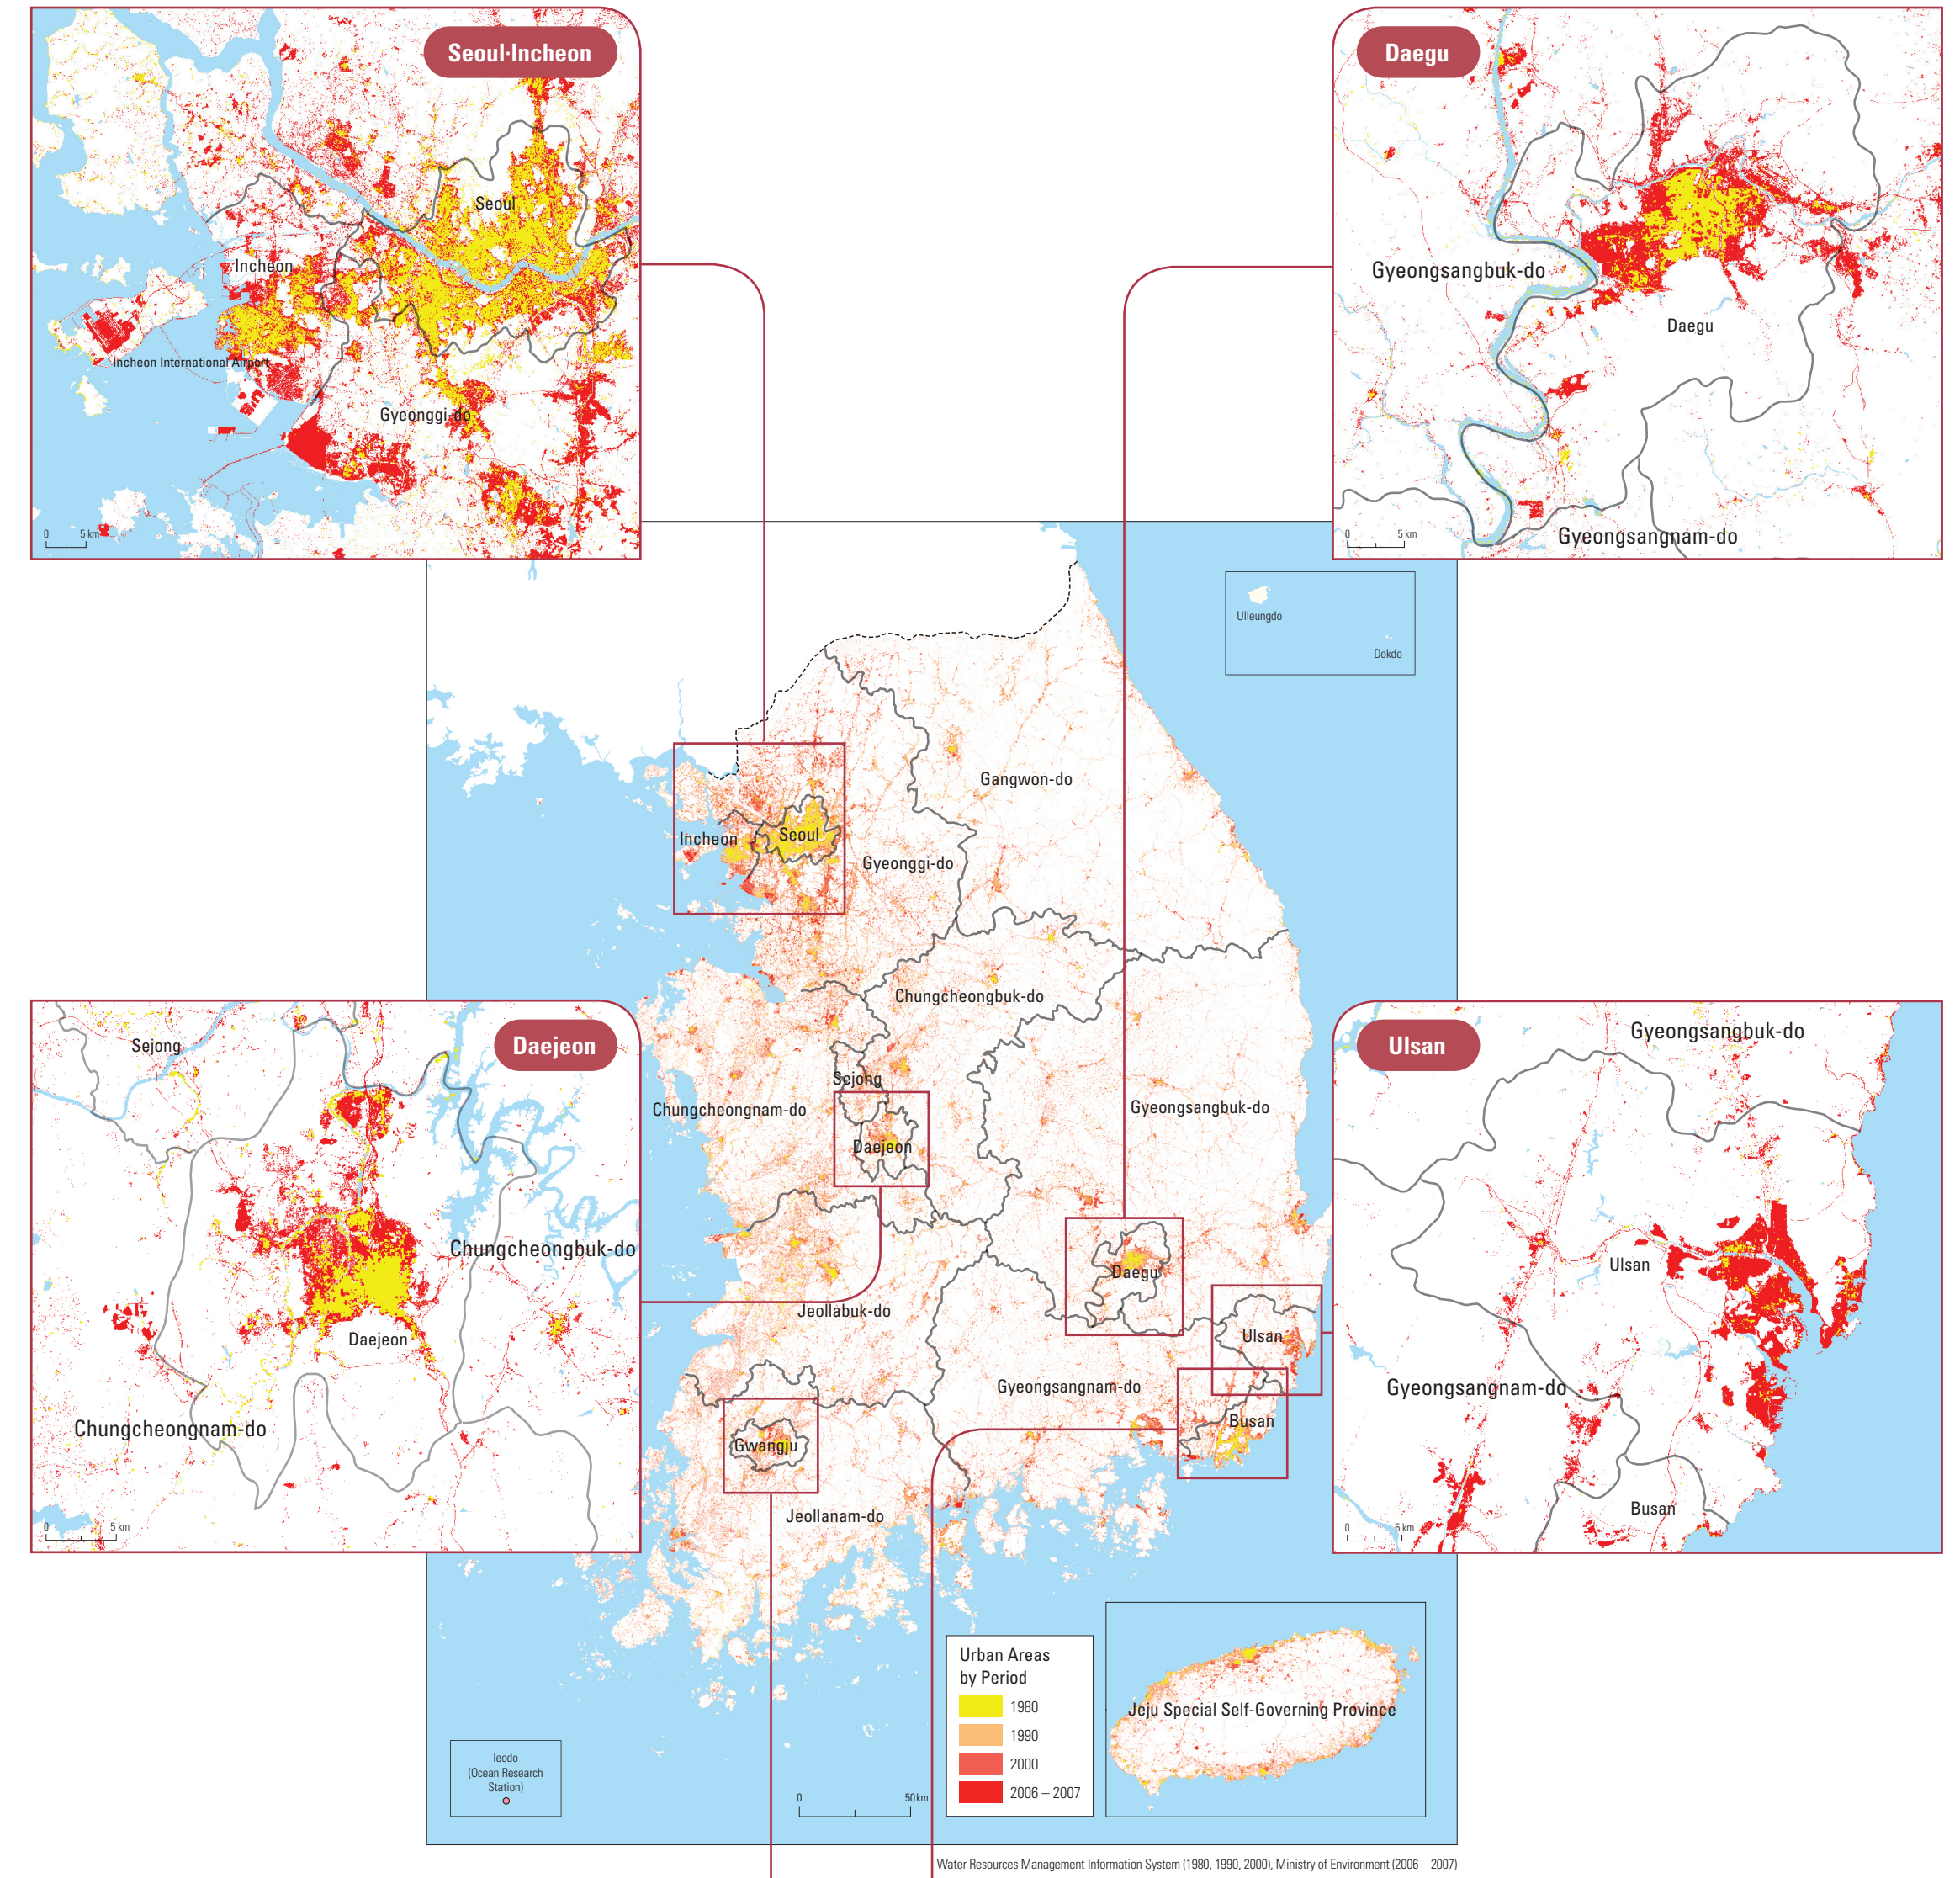 Seoul·Incheon
Seoul
Incheon
Incheon International Airport
Gyeonggi-do
0 5 km
Daegu
Gyeongsangbuk-do
Daegu
Gyeongsangnam-do
0 5 km
Ulleungdo
Dokdo
Gangwon-do
Incheon
Seoul
Gyeonggi-do
Chungcheongbuk-do
Sejong
Chungcheongnam-do
Gyeongsangbuk-do
Daejeon
Daegu
Jeollabuk-do
Ulsan
Gyeongsangnam-do
Busan
Gwangju
Jeollanam-do
Daejeon
Sejong
Chungcheongbuk-do
Daejeon
Chungcheongnam-do
0 5 km
Ulsan
Gyeongsangbuk-do
Ulsan
Gyeongsangnam-do
Busan
0 5 km
Urban Areas
by Period
1980
1990
2000
2006 – 2007
Jeju Special Self-Governing Province
Ieodo
(Ocean Research
Station)
0 50 km
Water Resources Management Information System (1980, 1990, 2000), Ministry of Environment (2006 – 2007)